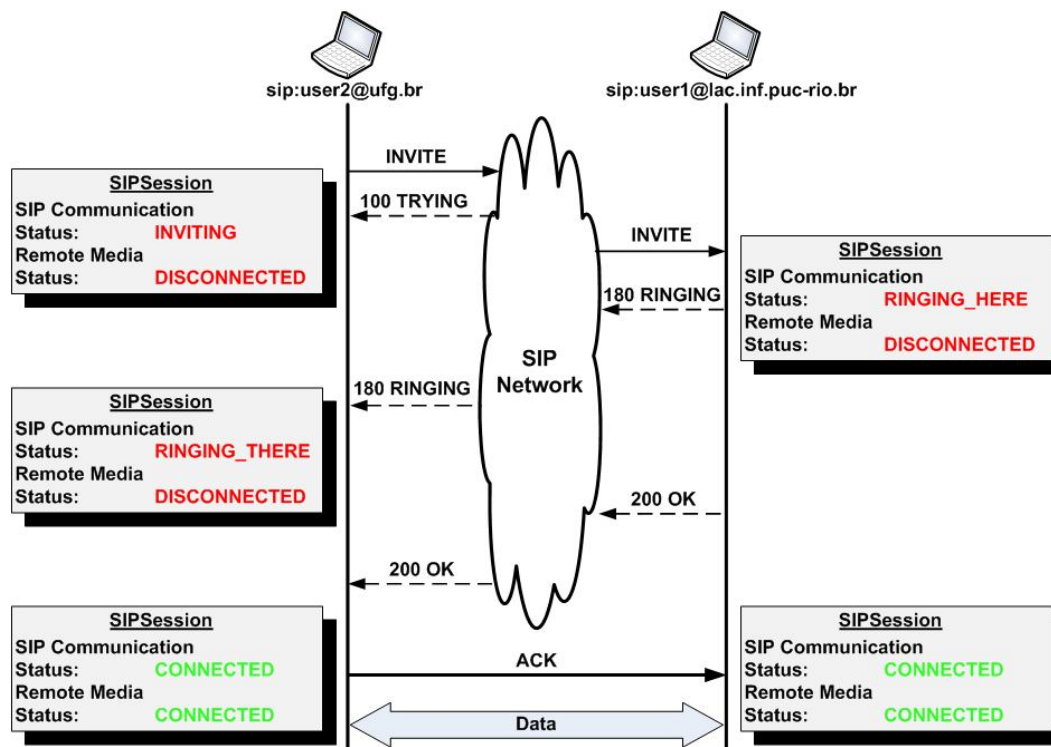 sip:user2@ufg.br
sip:user1@lac.inf.puc-rio.br
INVITE
SIPSession
SIP Communication
Status: INVITING
Remote Media
Status: DISCONNECTED
100 TRYING
INVITE
SIPSession
SIP Communication
Status: RINGING_HERE
Remote Media
Status: DISCONNECTED
180 RINGING
SIP
Network
180 RINGING
SIPSession
SIP Communication
Status: RINGING_THERE
Remote Media
Status: DISCONNECTED
200 OK
200 OK
SIPSession
SIP Communication
Status: CONNECTED
Remote Media
Status: CONNECTED
ACK
SIPSession
SIP Communication
Status: CONNECTED
Remote Media
Status: CONNECTED
Data